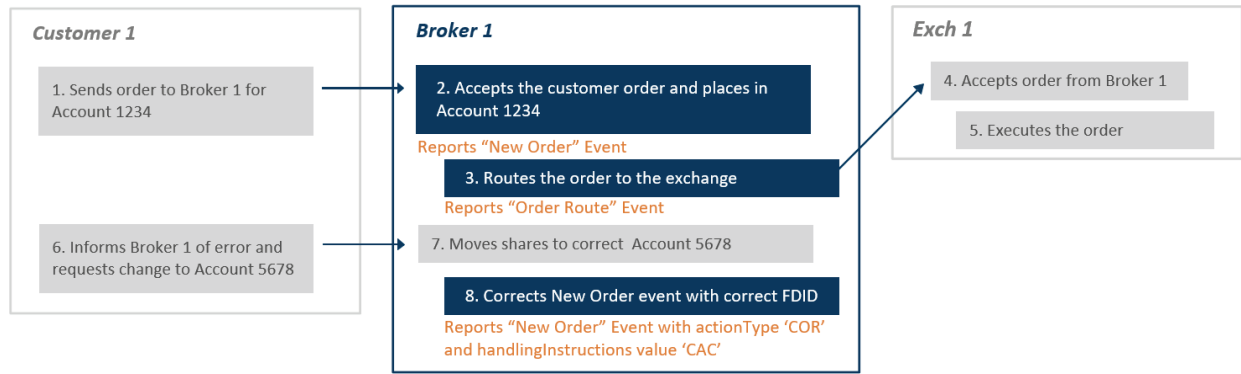 Customer 1
1. Sends order to Broker 1 for
Account 1234
6. Informs Broker 1 of error and
requests change to Account 5678
Broker 1
2. Accepts the customer order and places in
Account 1234
Reports “New Order” Event
3. Routes the order to the exchange
Reports “Order Route” Event
7. Moves shares to correct Account 5678
8. Corrects New Order event with correct FDID
Reports “New Order” Event with actionType ‘COR’
and handlingInstructions value ‘CAC’
Exch 1
4. Accepts order from Broker 1
5. Executes the order